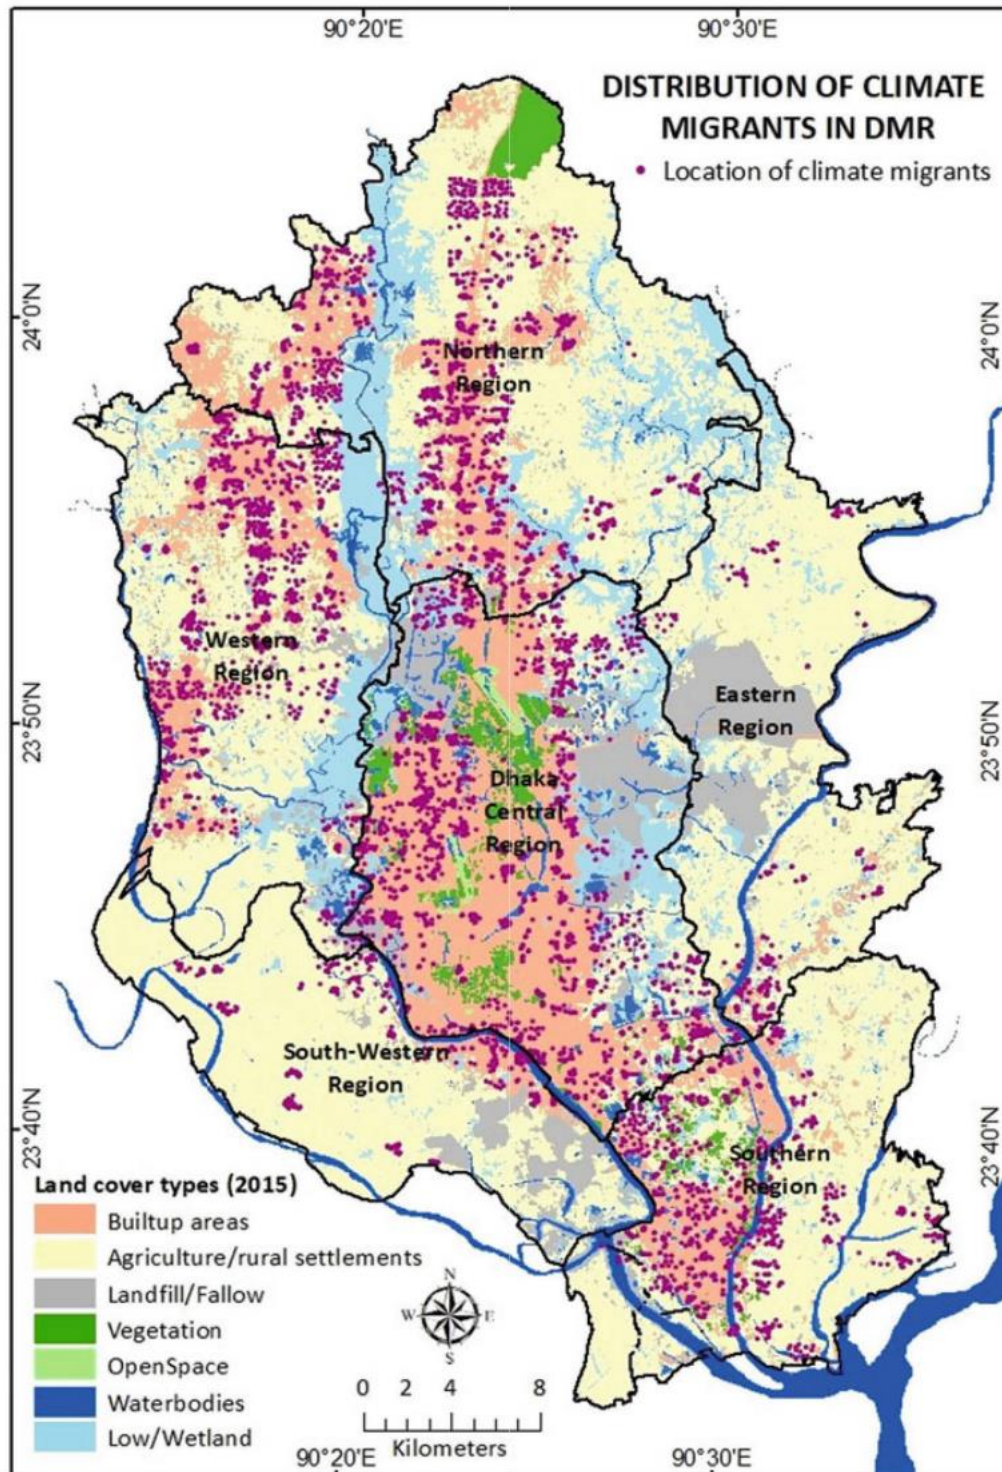 90°20'E
90°30'E
DISTRIBUTION OF CLIMATE
MIGRANTS IN DMR
Location of climate migrants
24°0'N
24°0'N
Northern
Region
Western
Region
Eastern
Region
23°50'N
23°50'N
Dhaka
Central
Region
South-Western
Region
23°40'N
23°40'N
Southern
Region
Land cover types (2015)
Builtup areas
Agriculture/rural settlements
Landfill/Fallow
Vegetation
OpenSpace
Waterbodies
Low/Wetland
N
W
E
S
0 2 4 8
Kilometers
90°20'E
90°30'E